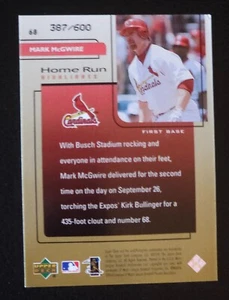 68
387/600
MARK McGWIRE
Home Run
HIGHLIGHTS
Cardinals
FIRST BASE
With Busch Stadium rocking and
everyone in attendance on their feet,
Mark McGwire delivered for the second
time on the day on September 26,
torching the Expos' Kirk Bullinger for a
435-foot clout and number 68.